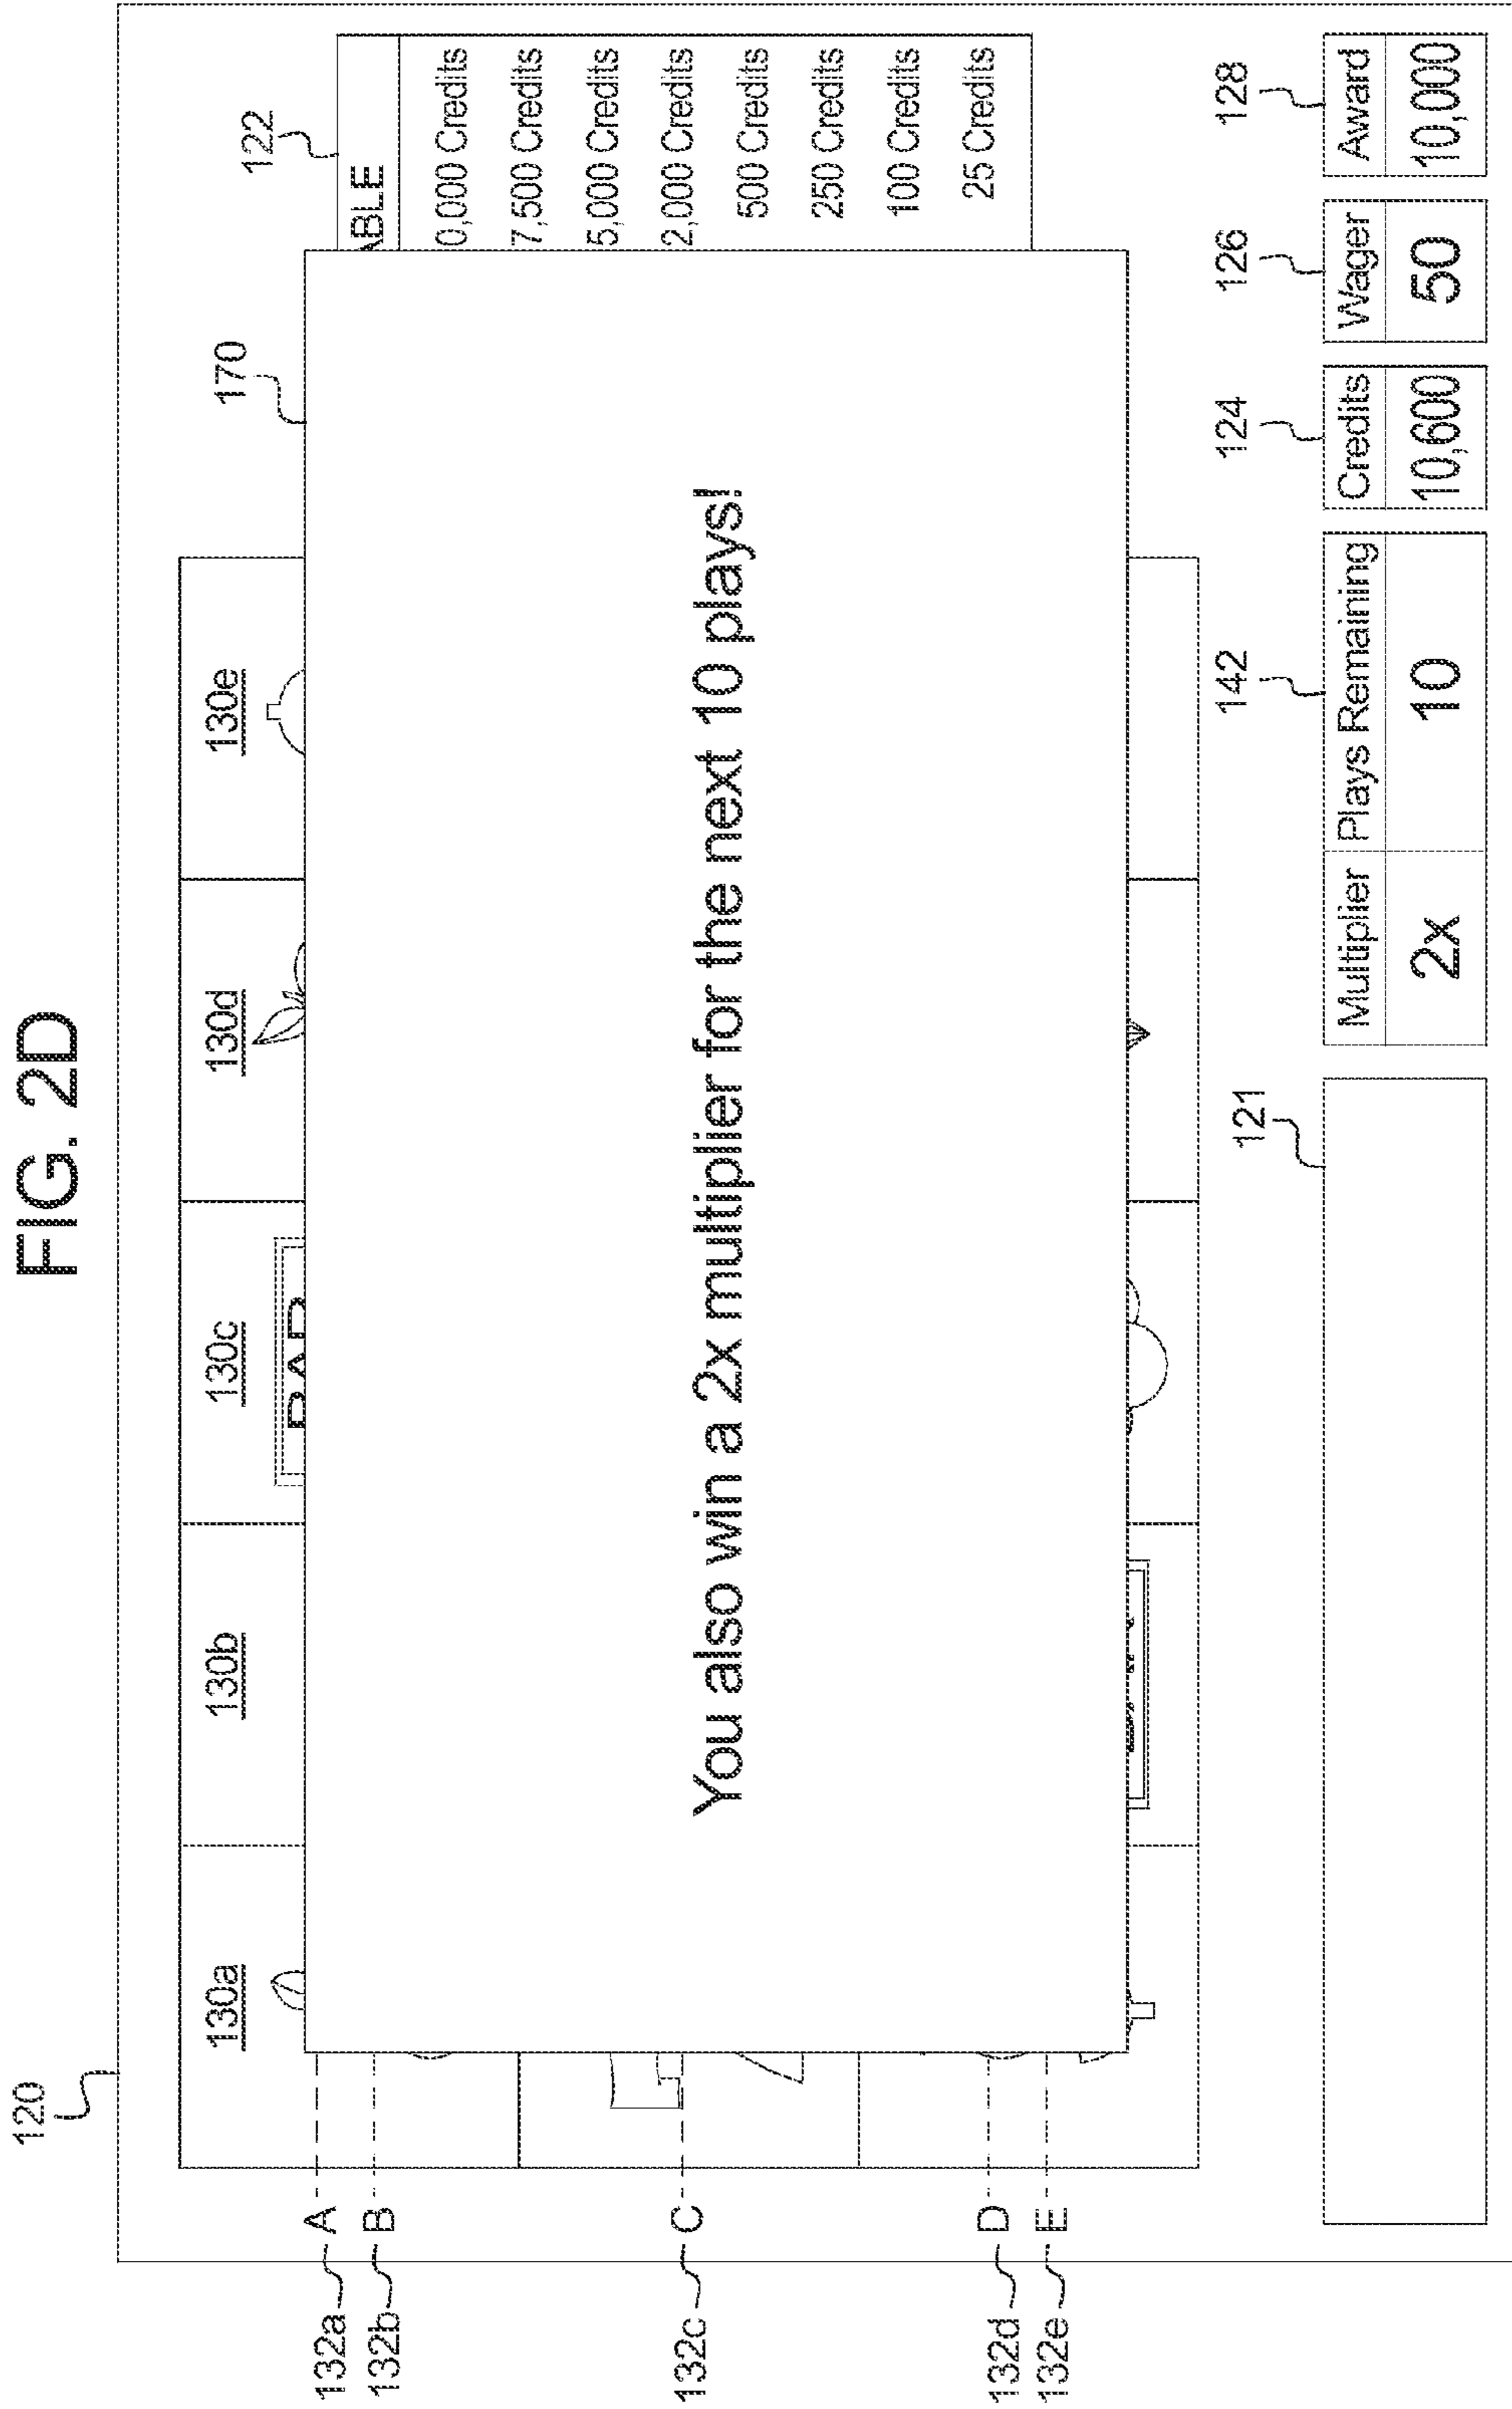 FIG. 2D
120
130a 130b 130c 130d 130e
170
122
ABLE
0,000 Credits
7,500 Credits
5,000 Credits
2,000 Credits
500 Credits
250 Credits
100 Credits
25 Credits
132a A
132b B
132c C
132d D
132e E
You also win a 2x multiplier for the next 10 plays!
121
142
124
126
128
Multiplier Plays Remaining Credits Wager Award
2x 10 10,600 50 10,000